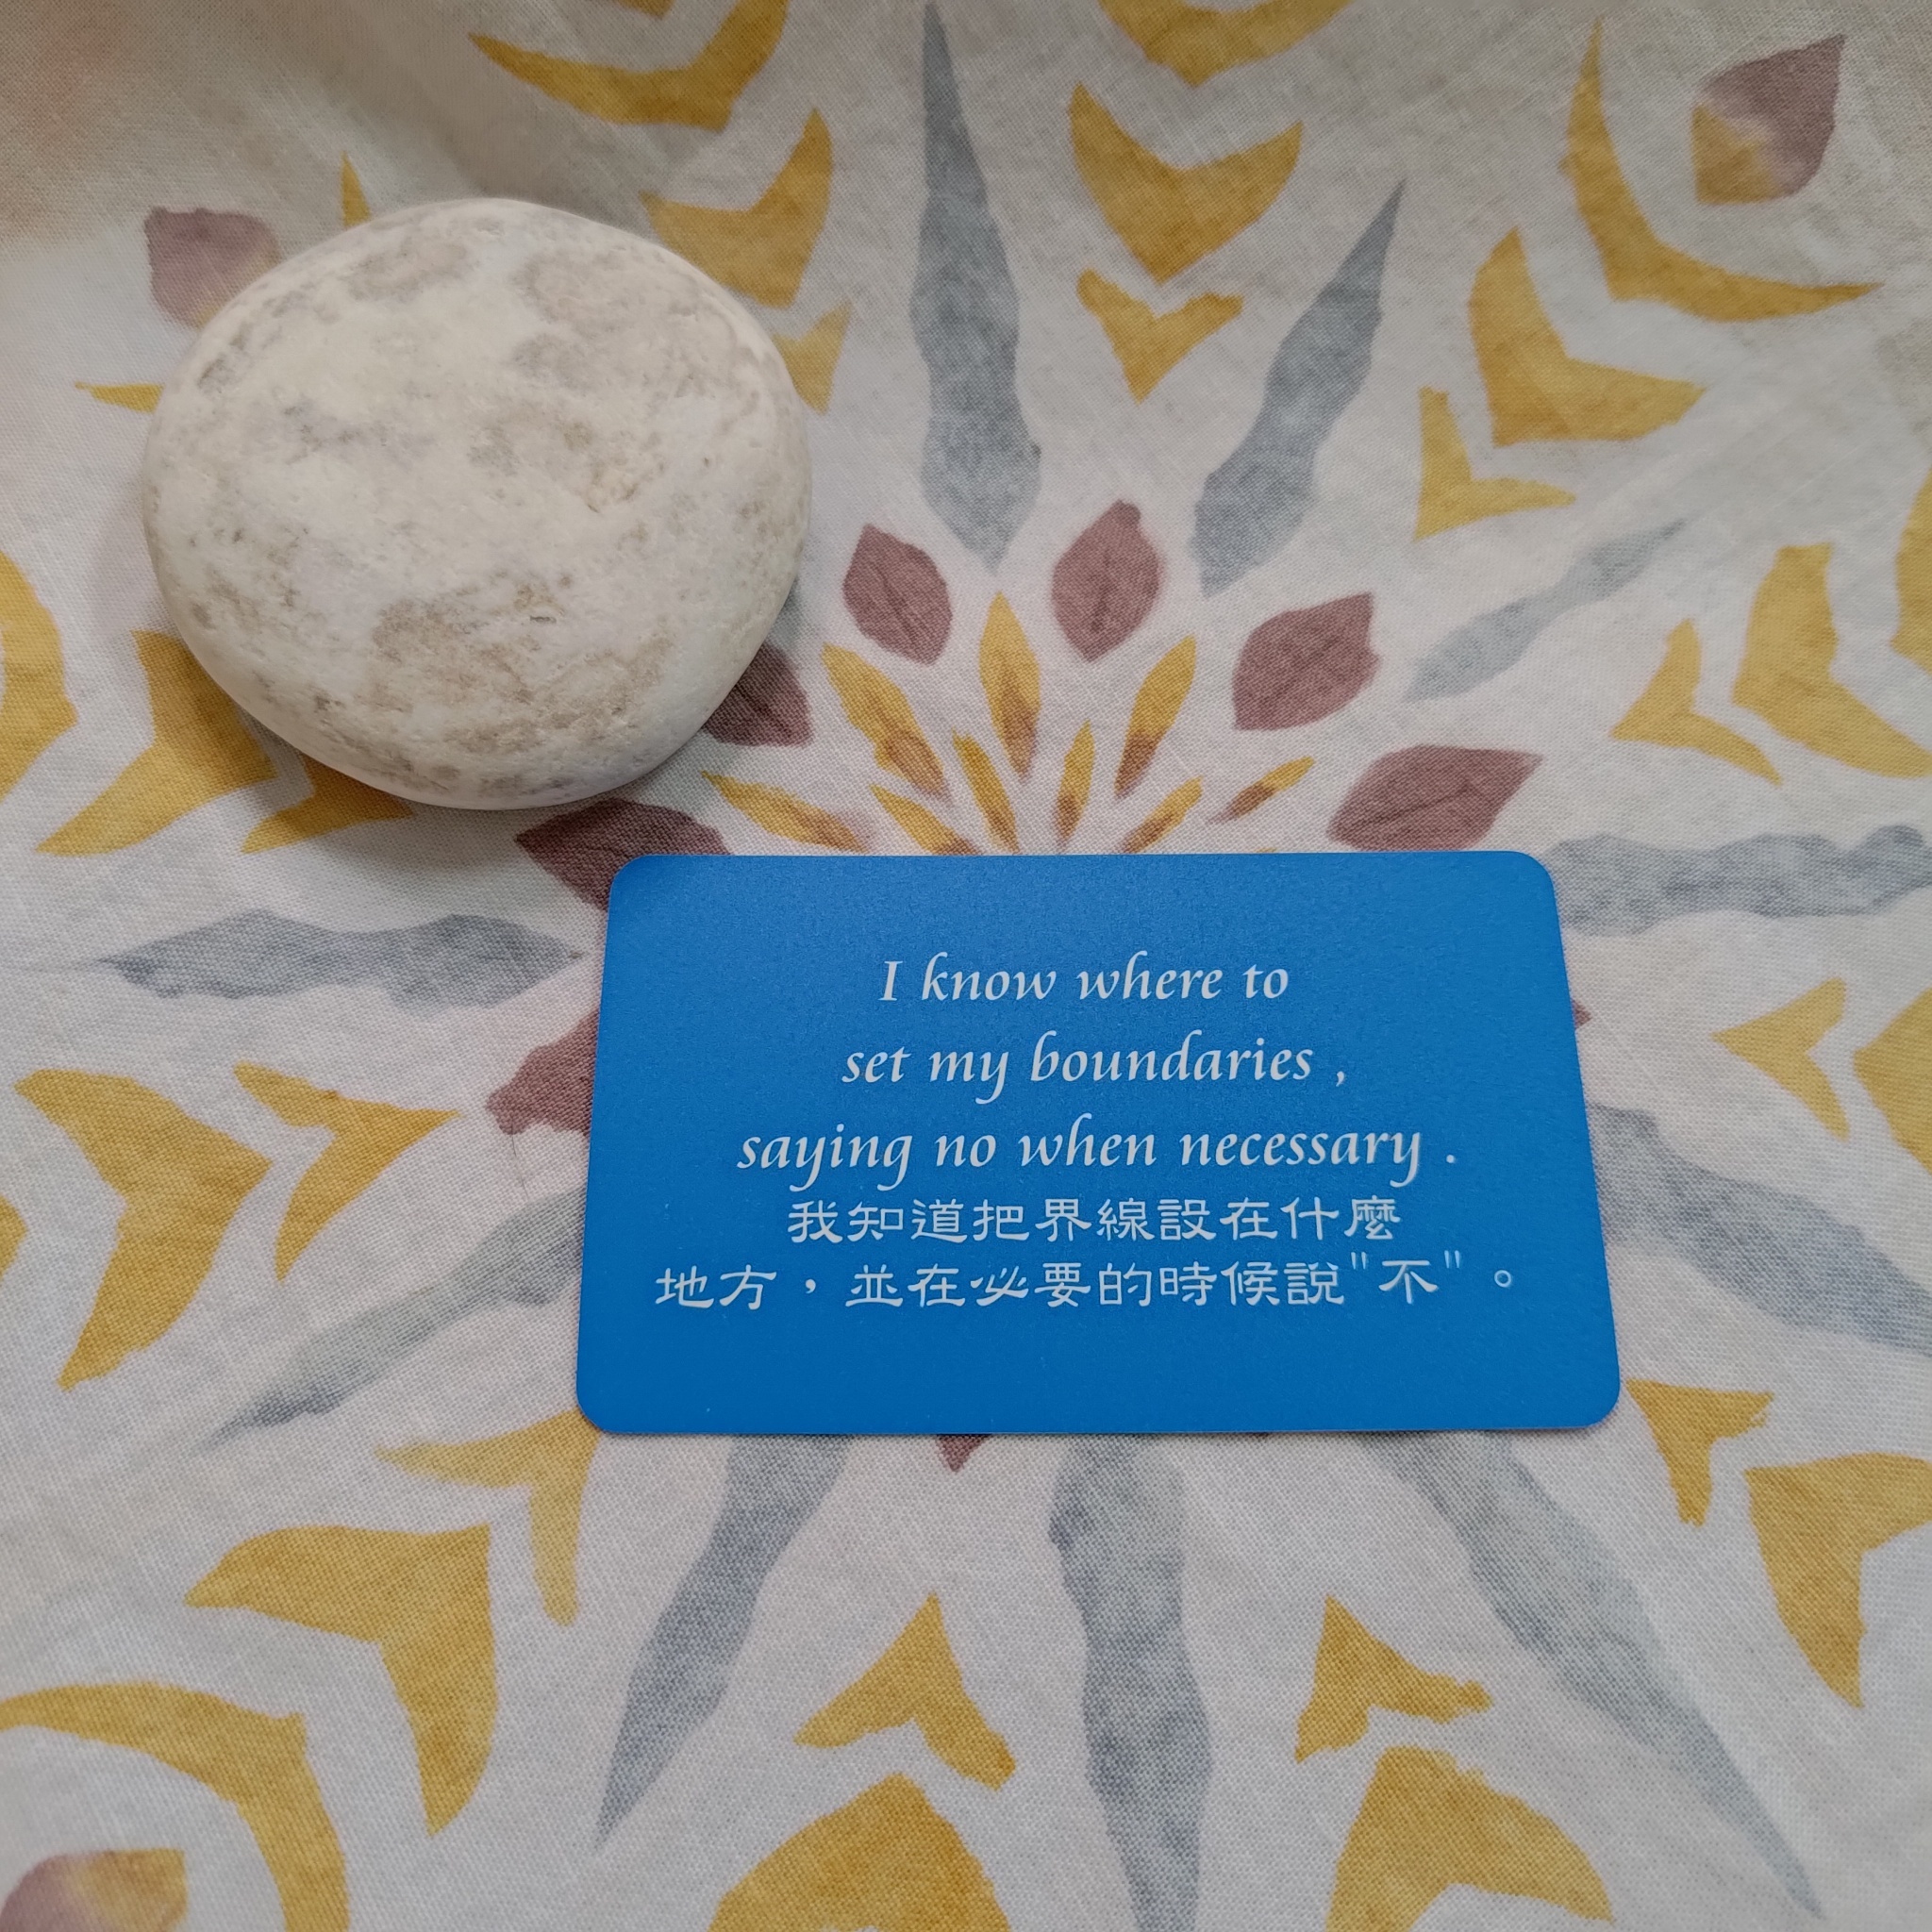 I know where to
set my boundaries ,
saying no when necessary .
我知道把界線設在什麼
地方，並在必要的時候說"不"。